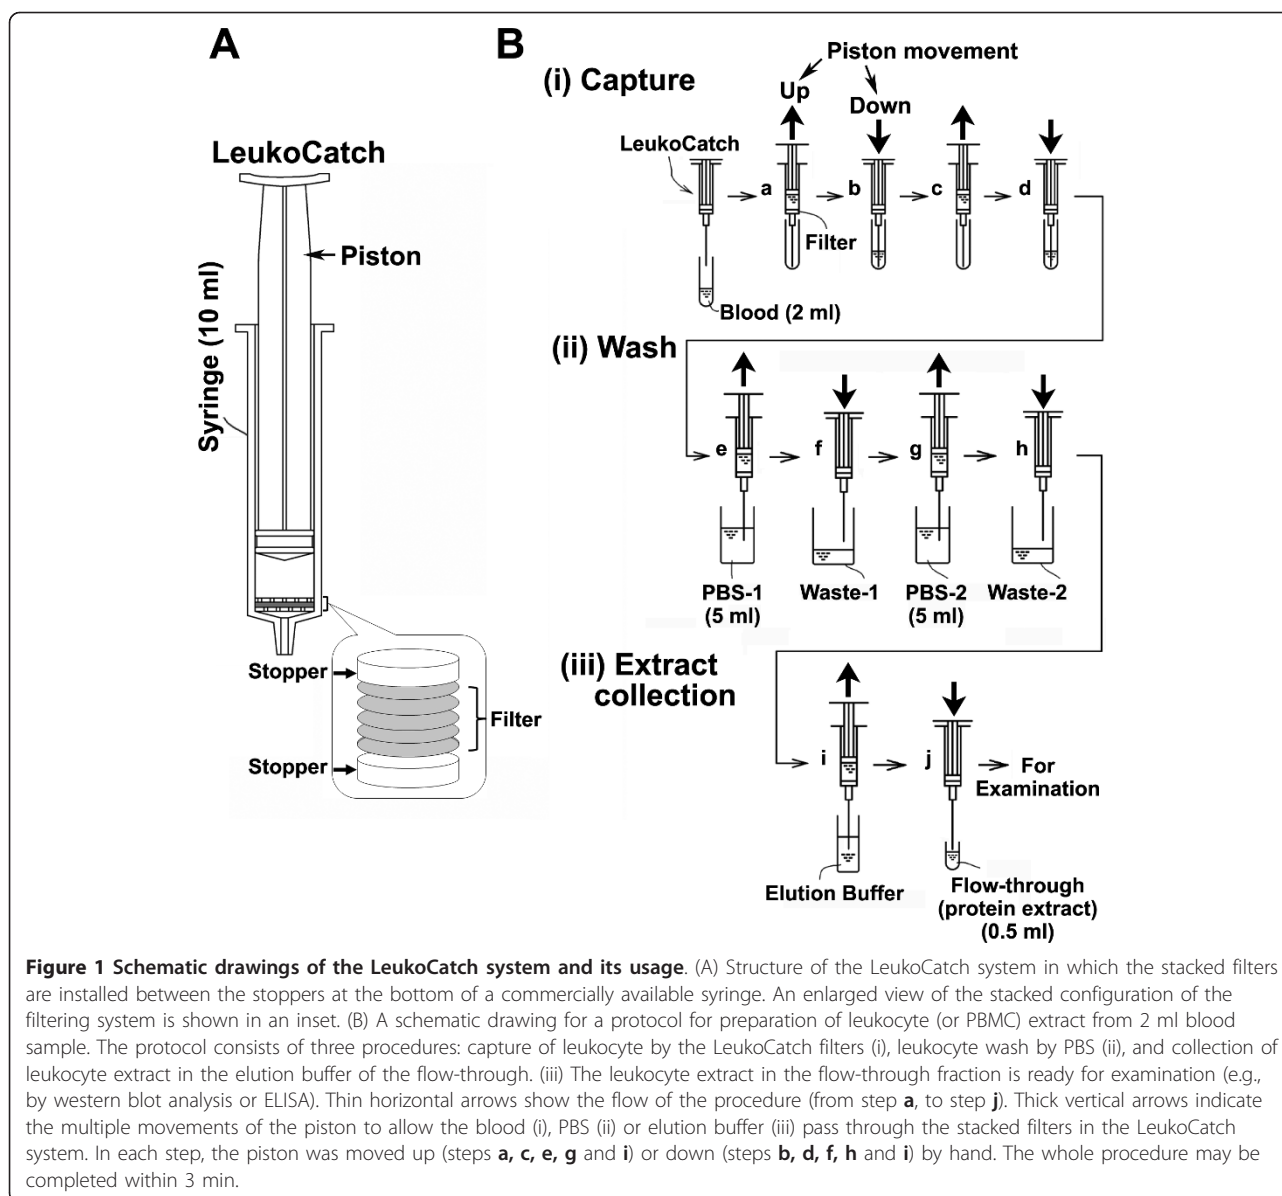 A
LeukoCatch
Piston
Syringe (10 ml)
Stopper
Filter
Stopper
B
Piston movement
(i) Capture
Up
Down
LeukoCatch
a
b
c
d
Filter
Blood (2 ml)
(ii) Wash
e
f
g
h
PBS-1
(5 ml)
Waste-1
PBS-2
(5 ml)
Waste-2
(iii) Extract
collection
i
j
For
Examination
Elution Buffer
Flow-through
(protein extract)
(0.5 ml)
Figure 1 Schematic drawings of the LeukoCatch system and its usage. (A) Structure of the LeukoCatch system in which the stacked filters
are installed between the stoppers at the bottom of a commercially available syringe. An enlarged view of the stacked configuration of the
filtering system is shown in an inset. (B) A schematic drawing for a protocol for preparation of leukocyte (or PBMC) extract from 2 ml blood
sample. The protocol consists of three procedures: capture of leukocyte by the LeukoCatch filters (i), leukocyte wash by PBS (ii), and collection of
leukocyte extract in the elution buffer of the flow-through. (iii) The leukocyte extract in the flow-through fraction is ready for examination (e.g.,
by western blot analysis or ELISA). Thin horizontal arrows show the flow of the procedure (from step a, to step j). Thick vertical arrows indicate
the multiple movements of the piston to allow the blood (i), PBS (ii) or elution buffer (iii) pass through the stacked filters in the LeukoCatch
system. In each step, the piston was moved up (steps a, c, e, g and i) or down (steps b, d, f, h and i) by hand. The whole procedure may be
completed within 3 min.